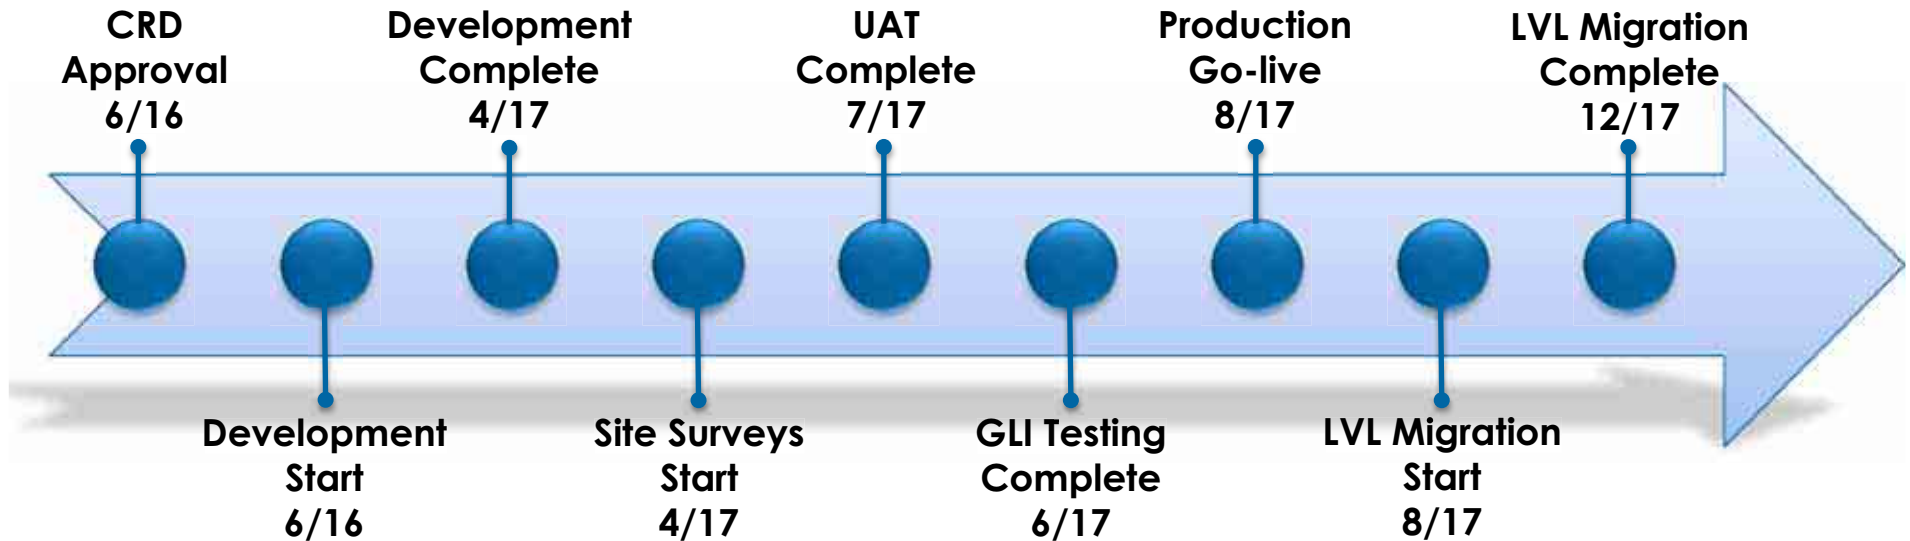 CRD
Approval
6/16
Development
Complete
4/17
UAT
Complete
7/17
Production
Go-live
8/17
LVL Migration
Complete
12/17
Development
Start
6/16
Site Surveys
Start
4/17
GLI Testing
Complete
6/17
LVL Migration
Start
8/17